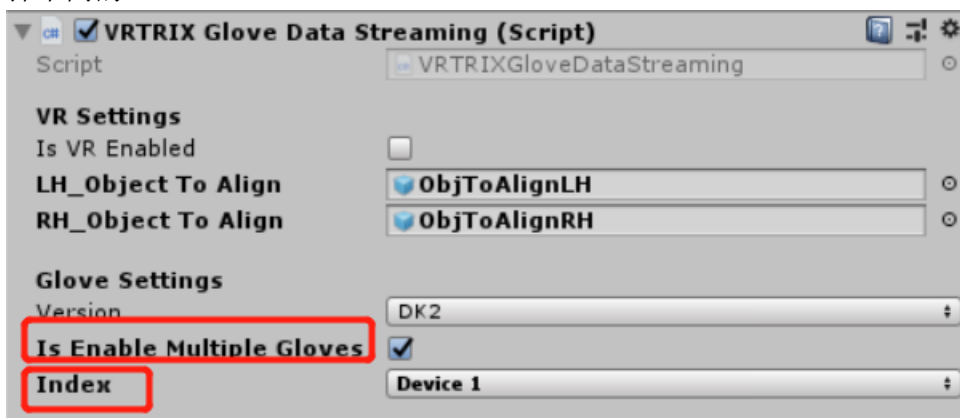 VRTRIX Glove Data Streaming (Script)
Script VRTRIXGloveDataStreaming
VR Settings
Is VR Enabled
LH_Object To Align ObjToAlignLH
RH_Object To Align ObjToAlignRH
Glove Settings
Version DK2
Is Enable Multiple Gloves
Index Device 1